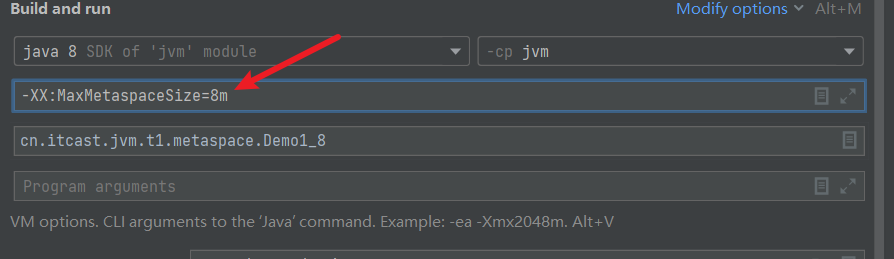 Build and run
Modify options Alt+M
java 8 SDK of 'jvm' module
-cp jvm
-XX:MaxMetaspaceSize=8m
cn.itcast.jvm.t1.metaspace.Demo1_8
Program arguments
VM options. CLI arguments to the ‘Java’ command. Example: -ea -Xmx2048m. Alt+V